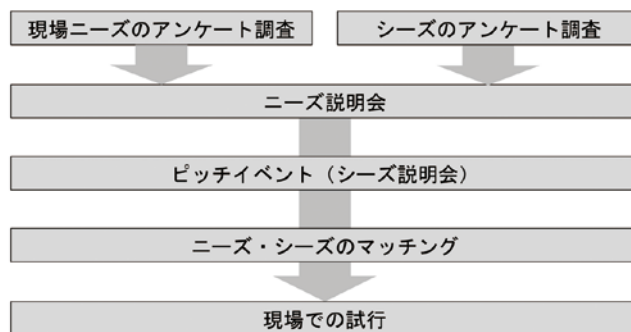 現場ニーズのアンケート調査
シーズのアンケート調査
ニーズ説明会
ピッチイベント（シーズ説明会）
ニーズ・シーズのマッチング
現場での試行